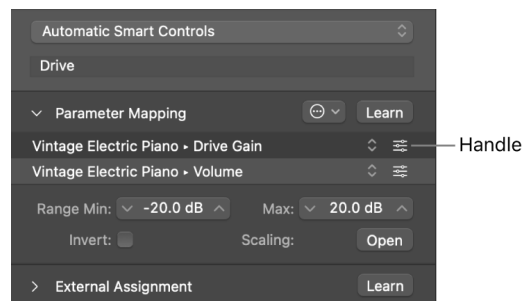 Automatic Smart Controls
Drive
Parameter Mapping Learn
Vintage Electric Piano ▸ Drive Gain Handle
Vintage Electric Piano ▸ Volume
Range Min: -20.0 dB Max: 20.0 dB
Invert: Scaling: Open
External Assignment Learn